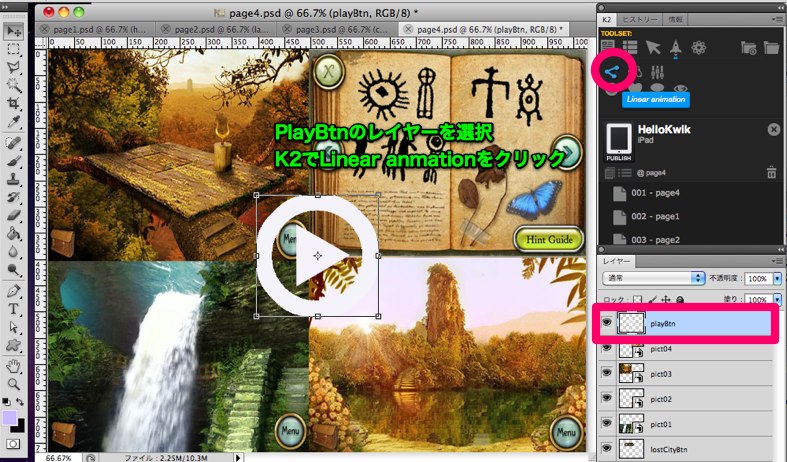 page4.psd @ 66.7% (playBtn, RGB/8) *
page1.psd @ 66.7% (h...
page2.psd @ 66.7% (la...
page3.psd @ 66.7% (c...
page4.psd @ 66.7% (playBtn, RGB/8) *
PlayBtnのレイヤーを選択
K2でLinear anmationをクリック
Menu
Hint Guide
Menu
Menu
66.67%
ファイル : 2.25M/10.3M
K2
ヒストリー
情報
TOOLSET:
Linear animation
HelloKwik
iPad
PUBLISH
@ page4
001 - page4
002 - page1
003 - page2
レイヤー
通常
不透明度 : 100%
ロック :
塗り : 100%
playBtn
pict04
pict03
pict02
pict01
lostCityBtn